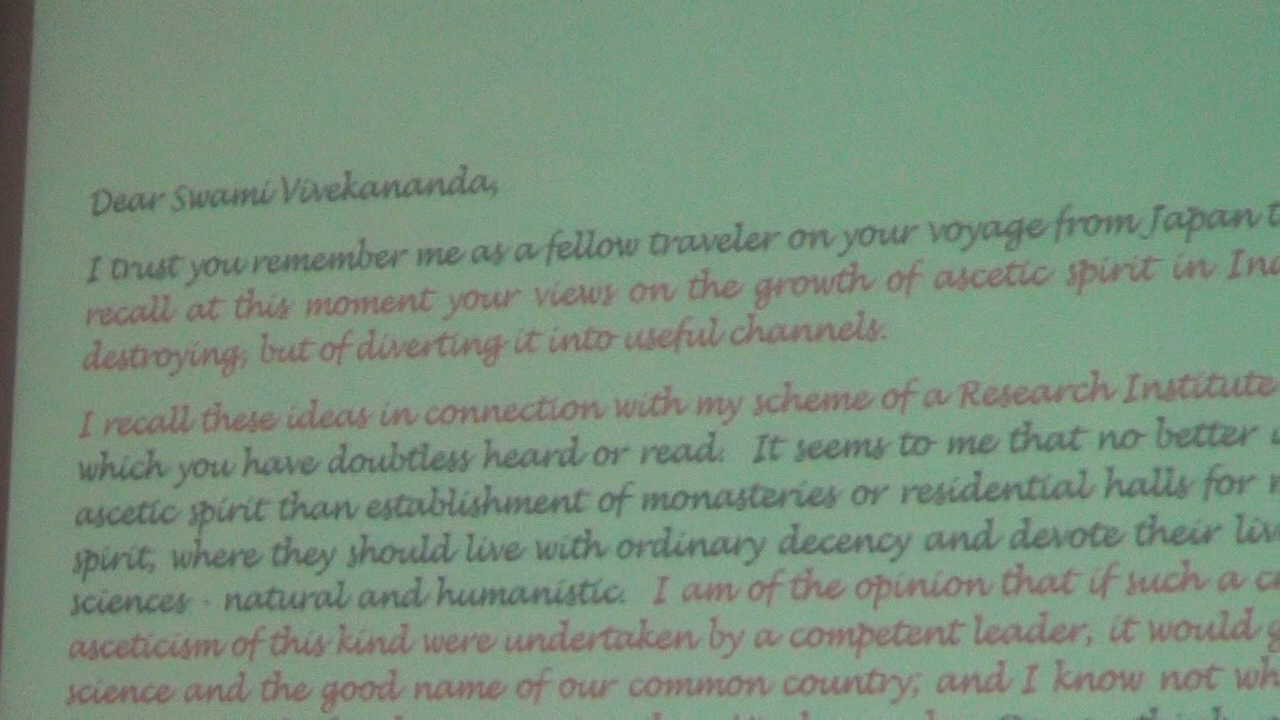 Dear Swami Vivekananda,
I trust you remember me as a fellow traveler on your voyage from Japan
recall at this moment your views on the growth of ascetic spirit in
destroying, but of diverting it into useful channels.
I recall these ideas in connection with my scheme of a Research Institute
which you have doubtless heard or read. It seems to me that no better
ascetic spirit than establishment of monasteries or residential halls for
spirit, where they should live with ordinary decency and devote their
sciences - natural and humanistic. I am of the opinion that if such a
asceticism of this kind were undertaken by a competent leader, it would
science and the good name of our common country; and I know not